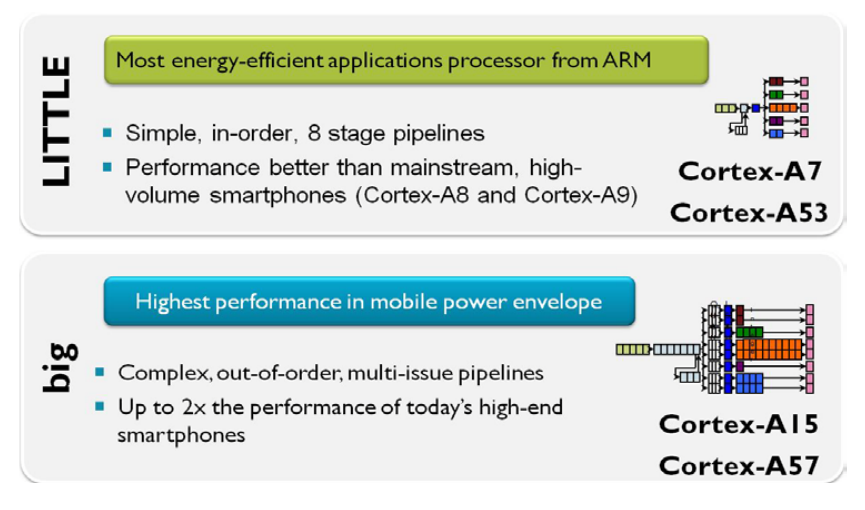 LITTLE
Most energy-efficient applications processor from ARM
Simple, in-order, 8 stage pipelines
Performance better than mainstream, high-
volume smartphones (Cortex-A8 and Cortex-A9)
Cortex-A7
Cortex-A53
big
Highest performance in mobile power envelope
Complex, out-of-order, multi-issue pipelines
Up to 2x the performance of today's high-end
smartphones
Cortex-A15
Cortex-A57